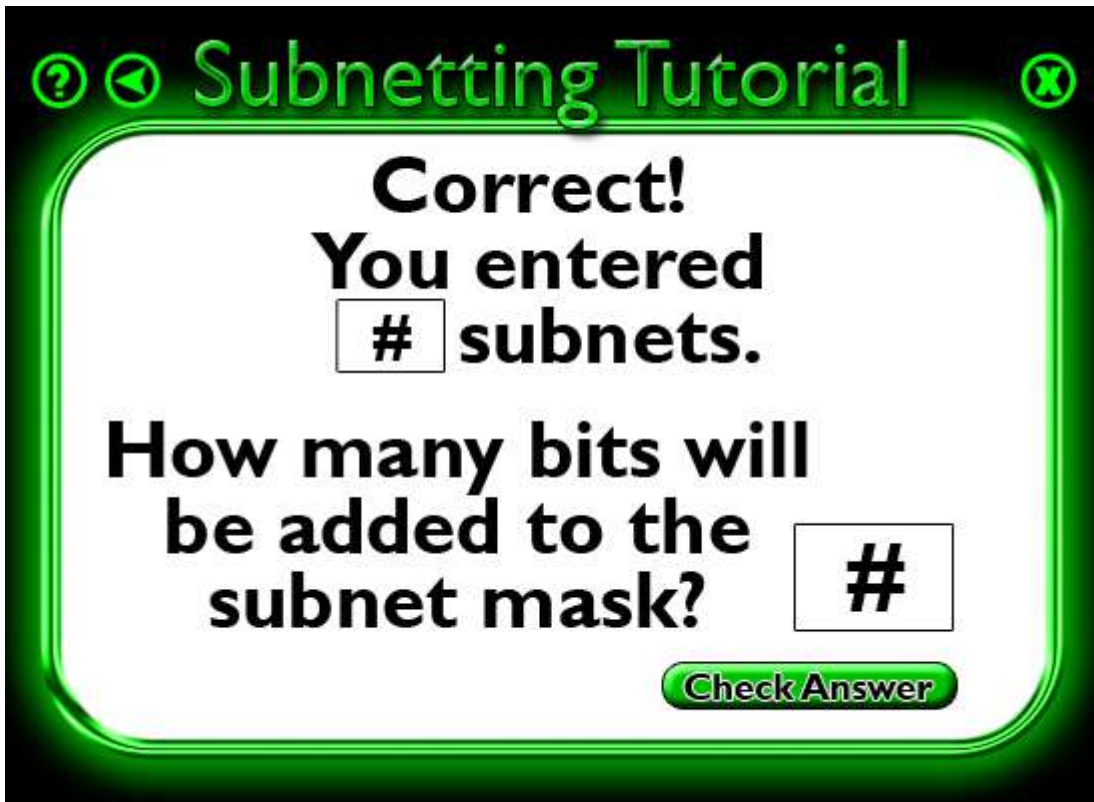 ? Subnetting Tutorial X
Correct!
You entered
# subnets.
How many bits will
be added to the
subnet mask? #
Check Answer